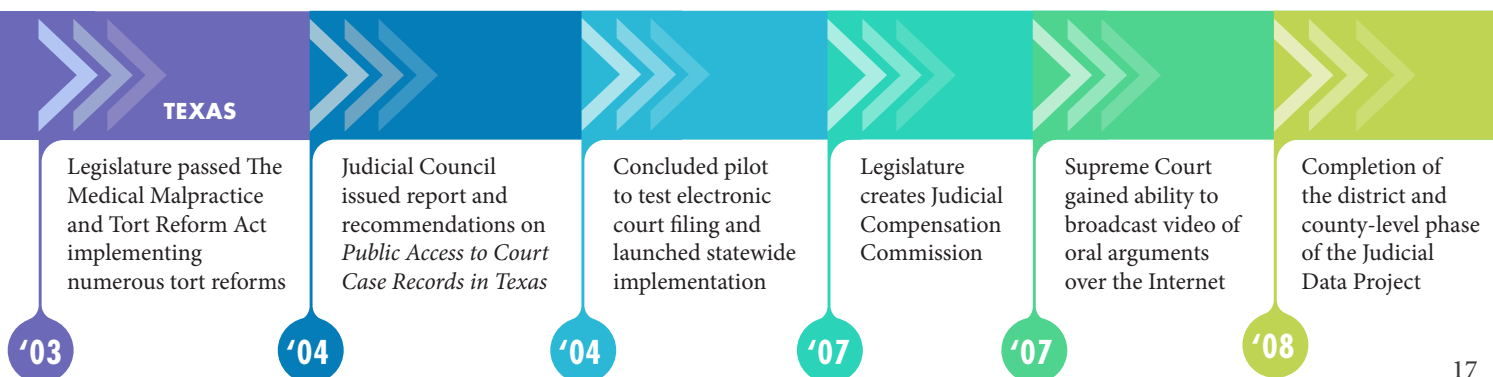 TEXAS
Legislature passed The
Medical Malpractice
and Tort Reform Act
implementing
numerous tort reforms
‘03
Judicial Council
issued report and
recommendations on
Public Access to Court
Case Records in Texas
‘04
Concluded pilot
to test electronic
court filing and
launched statewide
implementation
‘04
Legislature
creates Judicial
Compensation
Commission
‘07
Supreme Court
gained ability to
broadcast video of
oral arguments
over the Internet
‘07
Completion of
the district and
county-level phase
of the Judicial
Data Project
‘08
17